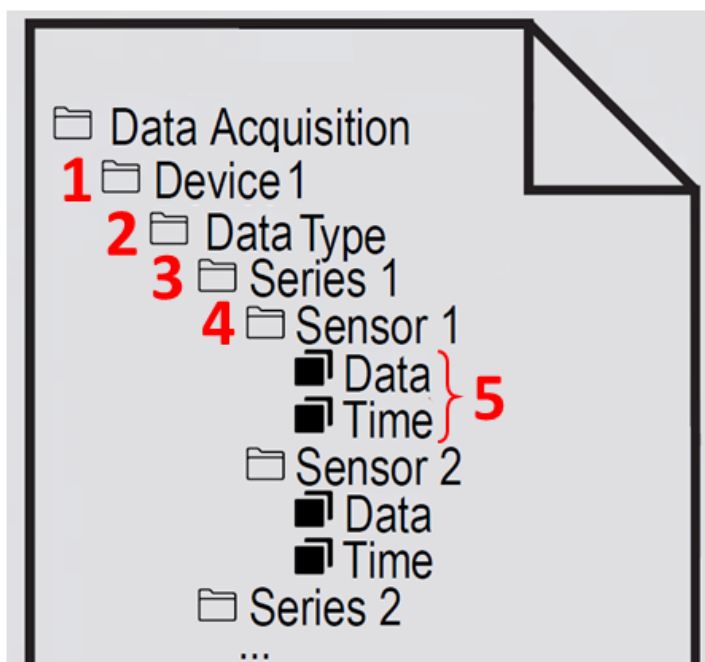 Data Acquisition
1 Device 1
2 Data Type
3 Series 1
4 Sensor 1
Data
5
Time
Sensor 2
Data
Time
Series 2
...